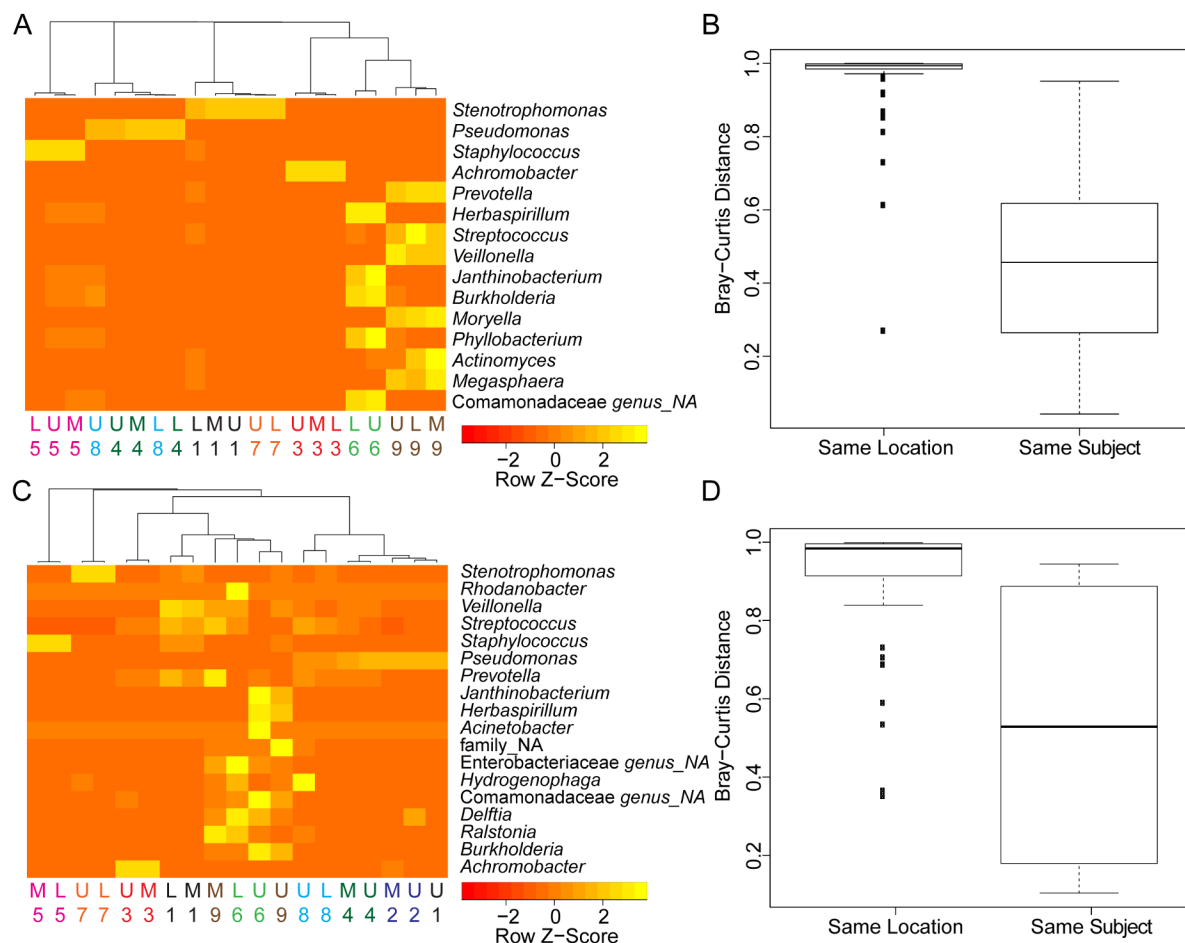 A
Stenotrophomonas
Pseudomonas
Staphylococcus
Achromobacter
Prevotella
Herbaspirillum
Streptococcus
Veillonella
Janthinobacterium
Burkholderia
Moryella
Phyllobacterium
Actinomyces
Megasphaera
Comamonadaceae genus_NA
L U M U U M L L L M U U L U M L L U U L M
5 5 5 8 4 4 8 4 1 1 1 7 7 3 3 3 6 6 9 9 9
−2 0 2
Row Z−Score
B
Bray−Curtis Distance
1.0
0.8
0.6
0.4
0.2
Same Location Same Subject
C
Stenotrophomonas
Rhodanobacter
Veillonella
Streptococcus
Staphylococcus
Pseudomonas
Prevotella
Janthinobacterium
Herbaspirillum
Acinetobacter
family_NA
Enterobacteriaceae genus_NA
Hydrogenophaga
Comamonadaceae genus_NA
Delftia
Ralstonia
Burkholderia
Achromobacter
M L U L U M L M M L U U U L M U M U U
5 5 7 7 3 3 1 1 9 6 6 9 8 8 4 4 2 2 1
−2 0 2
Row Z−Score
D
Bray−Curtis Distance
1.0
0.8
0.6
0.4
0.2
Same Location Same Subject